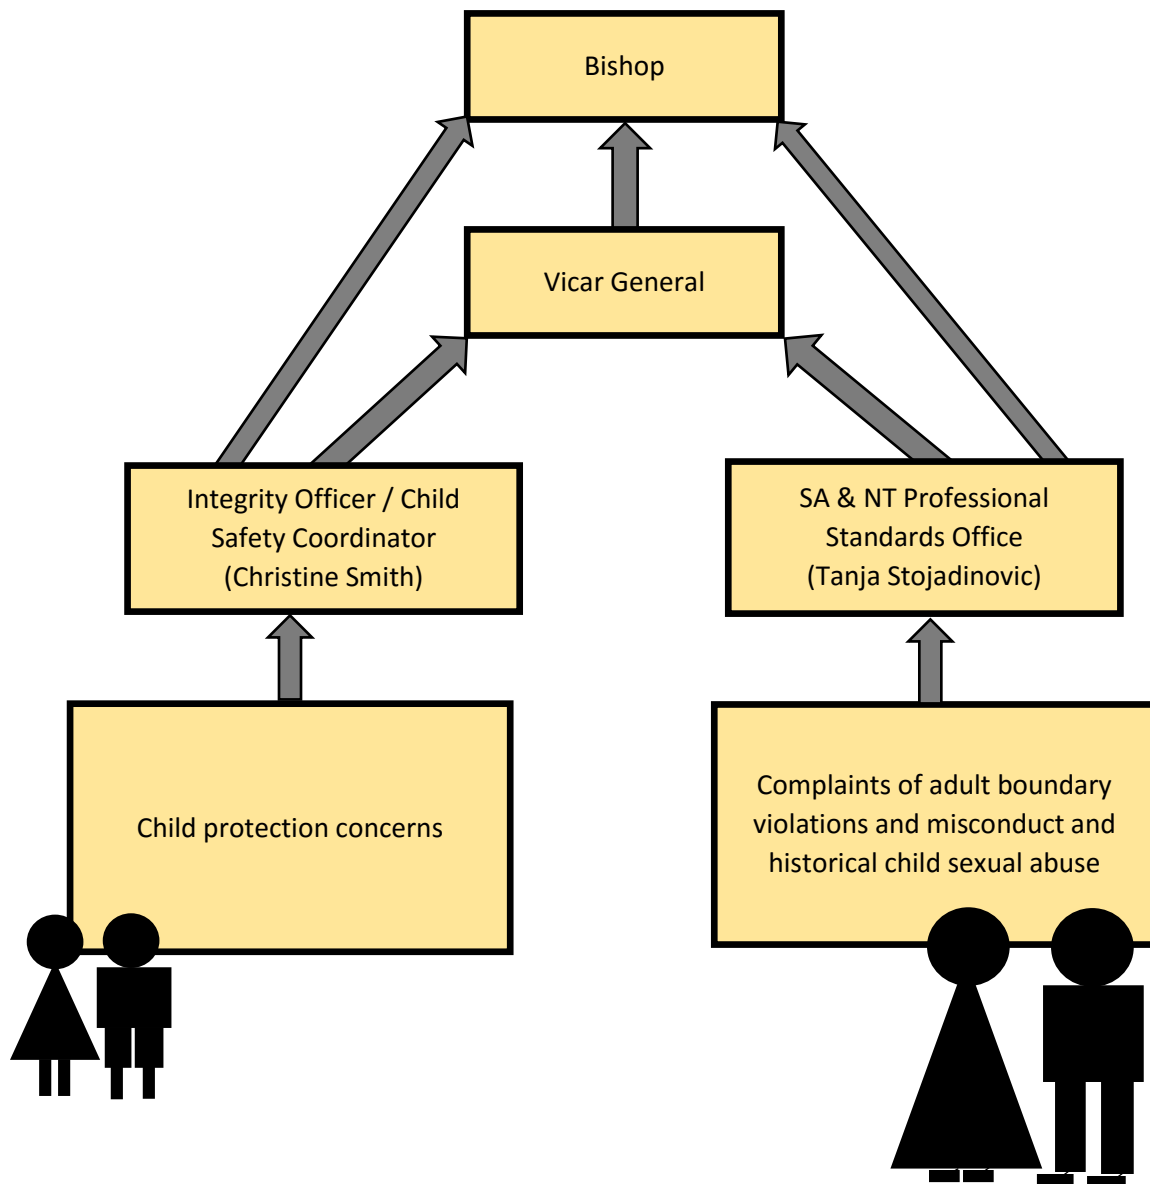 Bishop
Vicar General
Integrity Officer / Child
Safety Coordinator
(Christine Smith)
SA & NT Professional
Standards Office
(Tanja Stojadinovic)
Child protection concerns
Complaints of adult boundary
violations and misconduct and
historical child sexual abuse